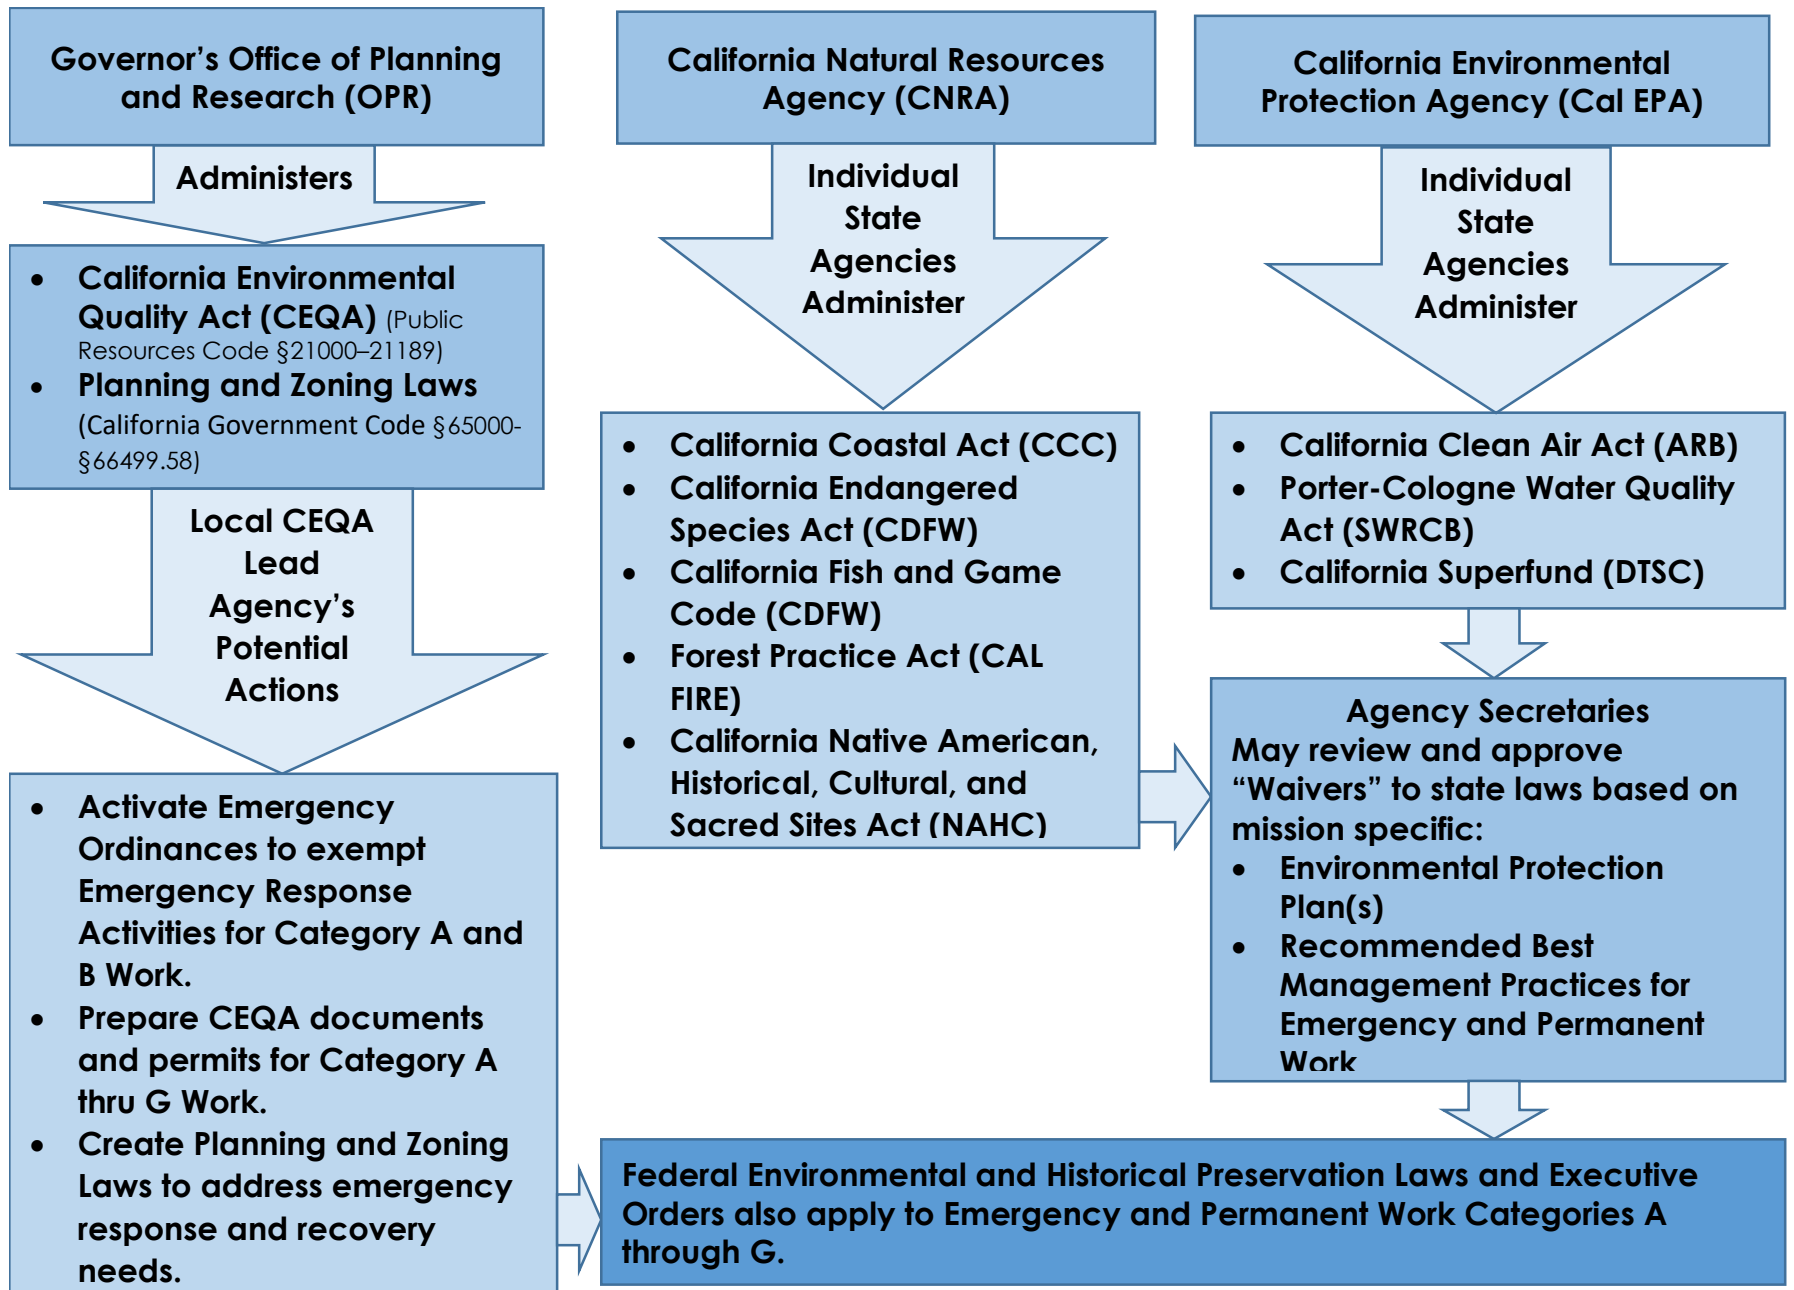 Governor’s Office of Planning
and Research (OPR)
Administers
• California Environmental
Quality Act (CEQA) (Public
Resources Code §21000–21189)
• Planning and Zoning Laws
(California Government Code §65000-
§66499.58)
Local CEQA
Lead
Agency’s
Potential
Actions
• Activate Emergency
Ordinances to exempt
Emergency Response
Activities for Category A and
B Work.
• Prepare CEQA documents
and permits for Category A
thru G Work.
• Create Planning and Zoning
Laws to address emergency
response and recovery
needs.
California Natural Resources
Agency (CNRA)
Individual
State
Agencies
Administer
• California Coastal Act (CCC)
• California Endangered
Species Act (CDFW)
• California Fish and Game
Code (CDFW)
• Forest Practice Act (CAL
FIRE)
• California Native American,
Historical, Cultural, and
Sacred Sites Act (NAHC)
California Environmental
Protection Agency (Cal EPA)
Individual
State
Agencies
Administer
• California Clean Air Act (ARB)
• Porter-Cologne Water Quality
Act (SWRCB)
• California Superfund (DTSC)
Agency Secretaries
May review and approve
“Waivers” to state laws based on
mission specific:
• Environmental Protection
Plan(s)
• Recommended Best
Management Practices for
Emergency and Permanent
Work
Federal Environmental and Historical Preservation Laws and Executive
Orders also apply to Emergency and Permanent Work Categories A
through G.